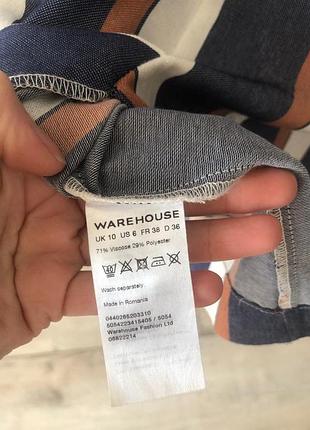 WAREHOUSE
UK 10 US 6 FR 38 D 36
71% Viscose 29% Polyester
Wash separately
Made in Romania
0440265203310
5054223415405 / 5054
Warehouse Fashion Ltd
06822214